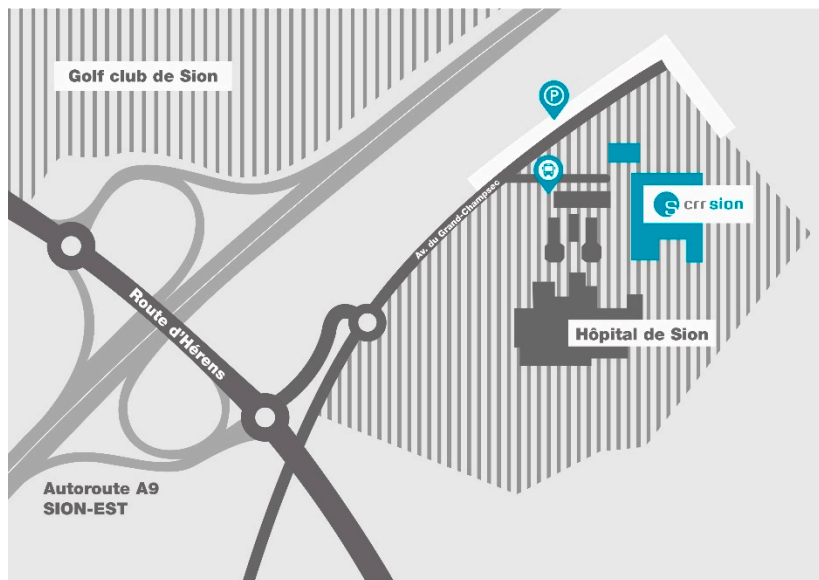 Golf club de Sion
P
Av. du Grand-Champsec
crr sion
Route d'Hérens
Hôpital de Sion
Autoroute A9
SION-EST